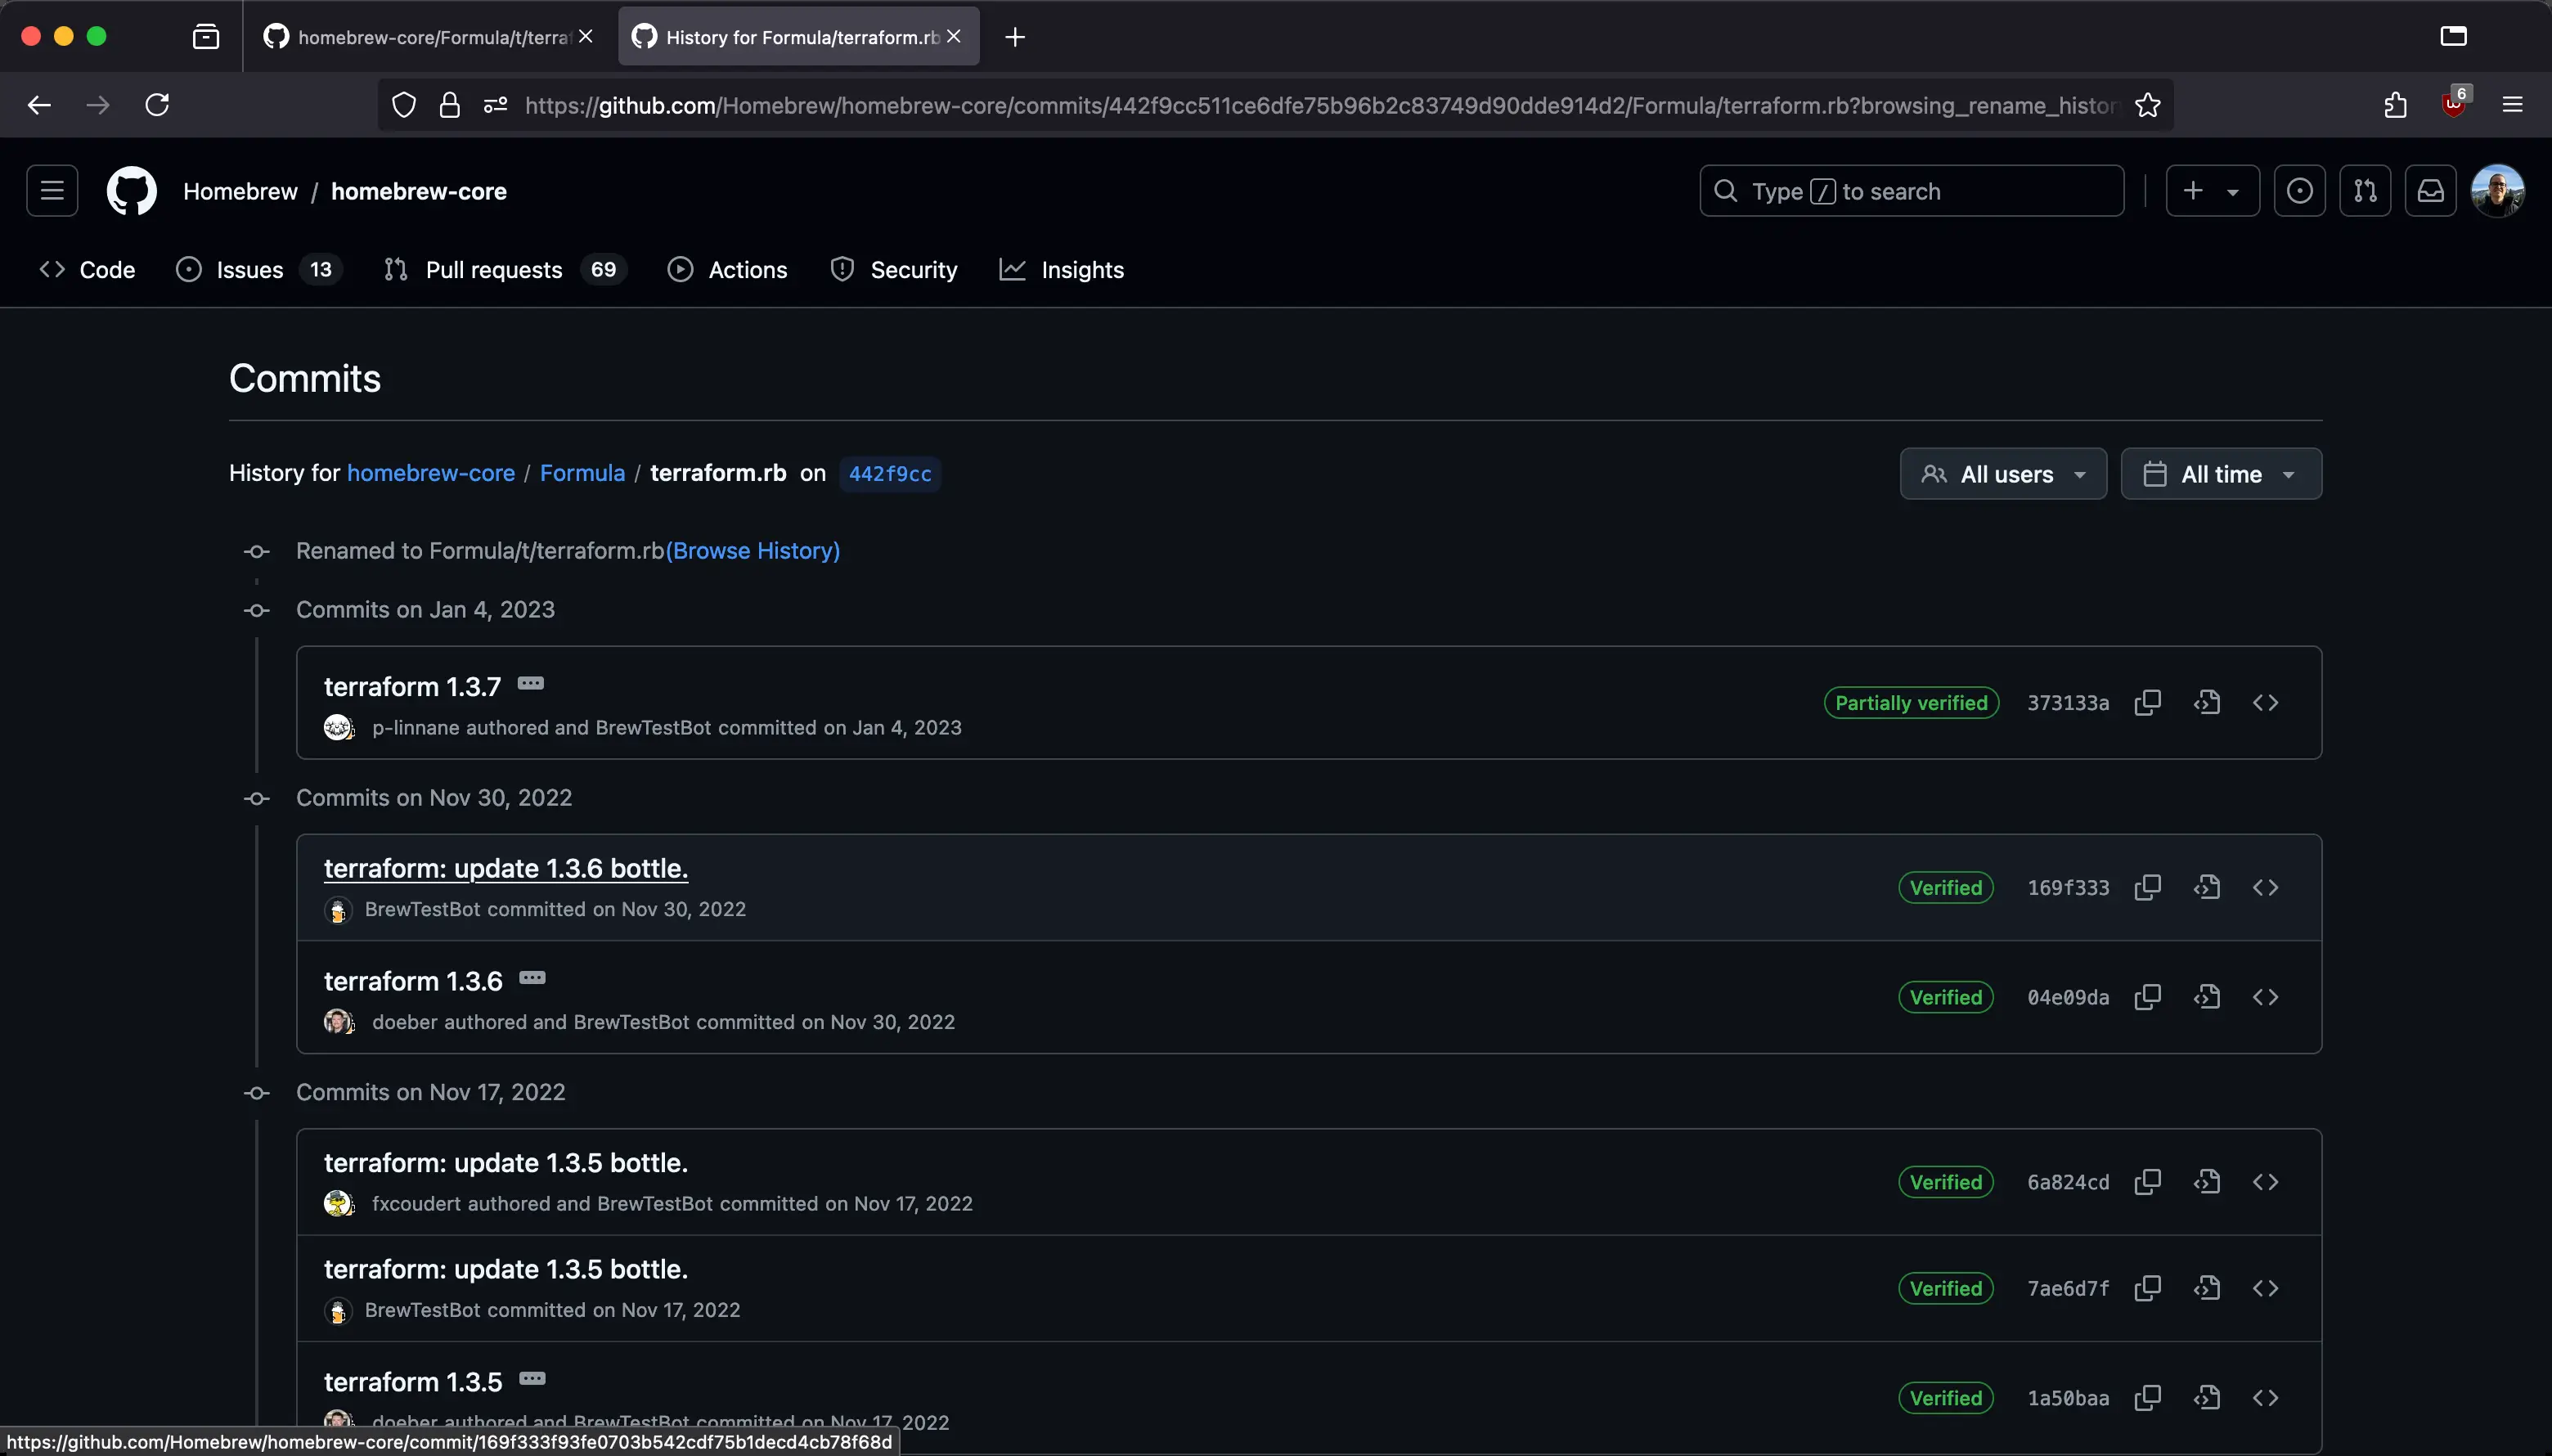 homebrew-core/Formula/t/terraf
History for Formula/terraform.rb
https://github.com/Homebrew/homebrew-core/commits/442f9cc511ce6dfe75b96b2c83749d90dde914d2/Formula/terraform.rb?browsing_rename_histor
6
Homebrew / homebrew-core
Type / to search
Code
Issues 13
Pull requests 69
Actions
Security
Insights
Commits
History for homebrew-core / Formula / terraform.rb on 442f9cc
All users
All time
Renamed to Formula/t/terraform.rb(Browse History)
Commits on Jan 4, 2023
terraform 1.3.7
p-linnane authored and BrewTestBot committed on Jan 4, 2023
Partially verified
373133a
Commits on Nov 30, 2022
terraform: update 1.3.6 bottle.
BrewTestBot committed on Nov 30, 2022
Verified
169f333
terraform 1.3.6
doeber authored and BrewTestBot committed on Nov 30, 2022
Verified
04e09da
Commits on Nov 17, 2022
terraform: update 1.3.5 bottle.
fxcoudert authored and BrewTestBot committed on Nov 17, 2022
Verified
6a824cd
terraform: update 1.3.5 bottle.
BrewTestBot committed on Nov 17, 2022
Verified
7ae6d7f
terraform 1.3.5
doeber authored and BrewTestBot committed on Nov 17, 2022
Verified
1a50baa
https://github.com/Homebrew/homebrew-core/commit/169f333f93fe0703b542cdf75b1decd4cb78f68d